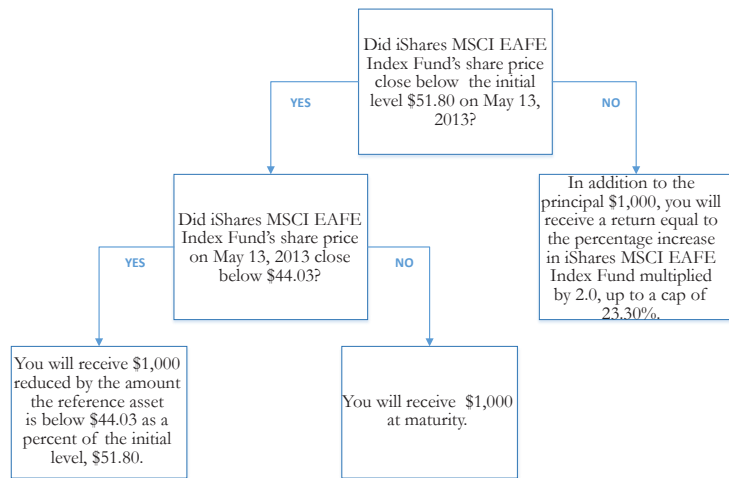 Did iShares MSCI EAFE
Index Fund's share price
close below the initial
level $51.80 on May 13,
2013?
YES
NO
Did iShares MSCI EAFE
Index Fund's share price
on May 13, 2013 close
below $44.03?
In addition to the
principal $1,000, you will
receive a return equal to
the percentage increase
in iShares MSCI EAFE
Index Fund multiplied
by 2.0, up to a cap of
23.30%.
YES
NO
You will receive $1,000
reduced by the amount
the reference asset
is below $44.03 as a
percent of the initial
level, $51.80.
You will receive $1,000
at maturity.